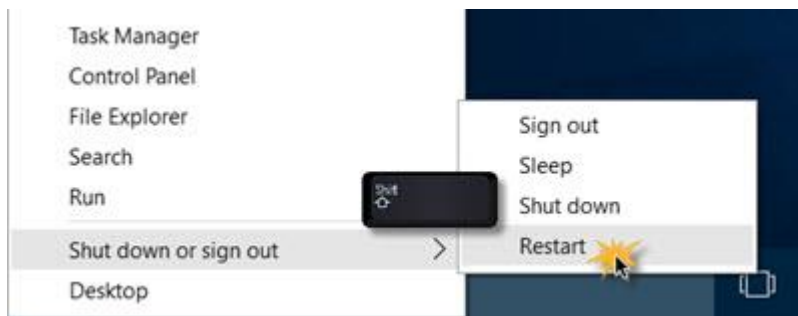 Task Manager
Control Panel
File Explorer
Search
Run
Shut down or sign out
Desktop
Shift
Sign out
Sleep
Shut down
Restart